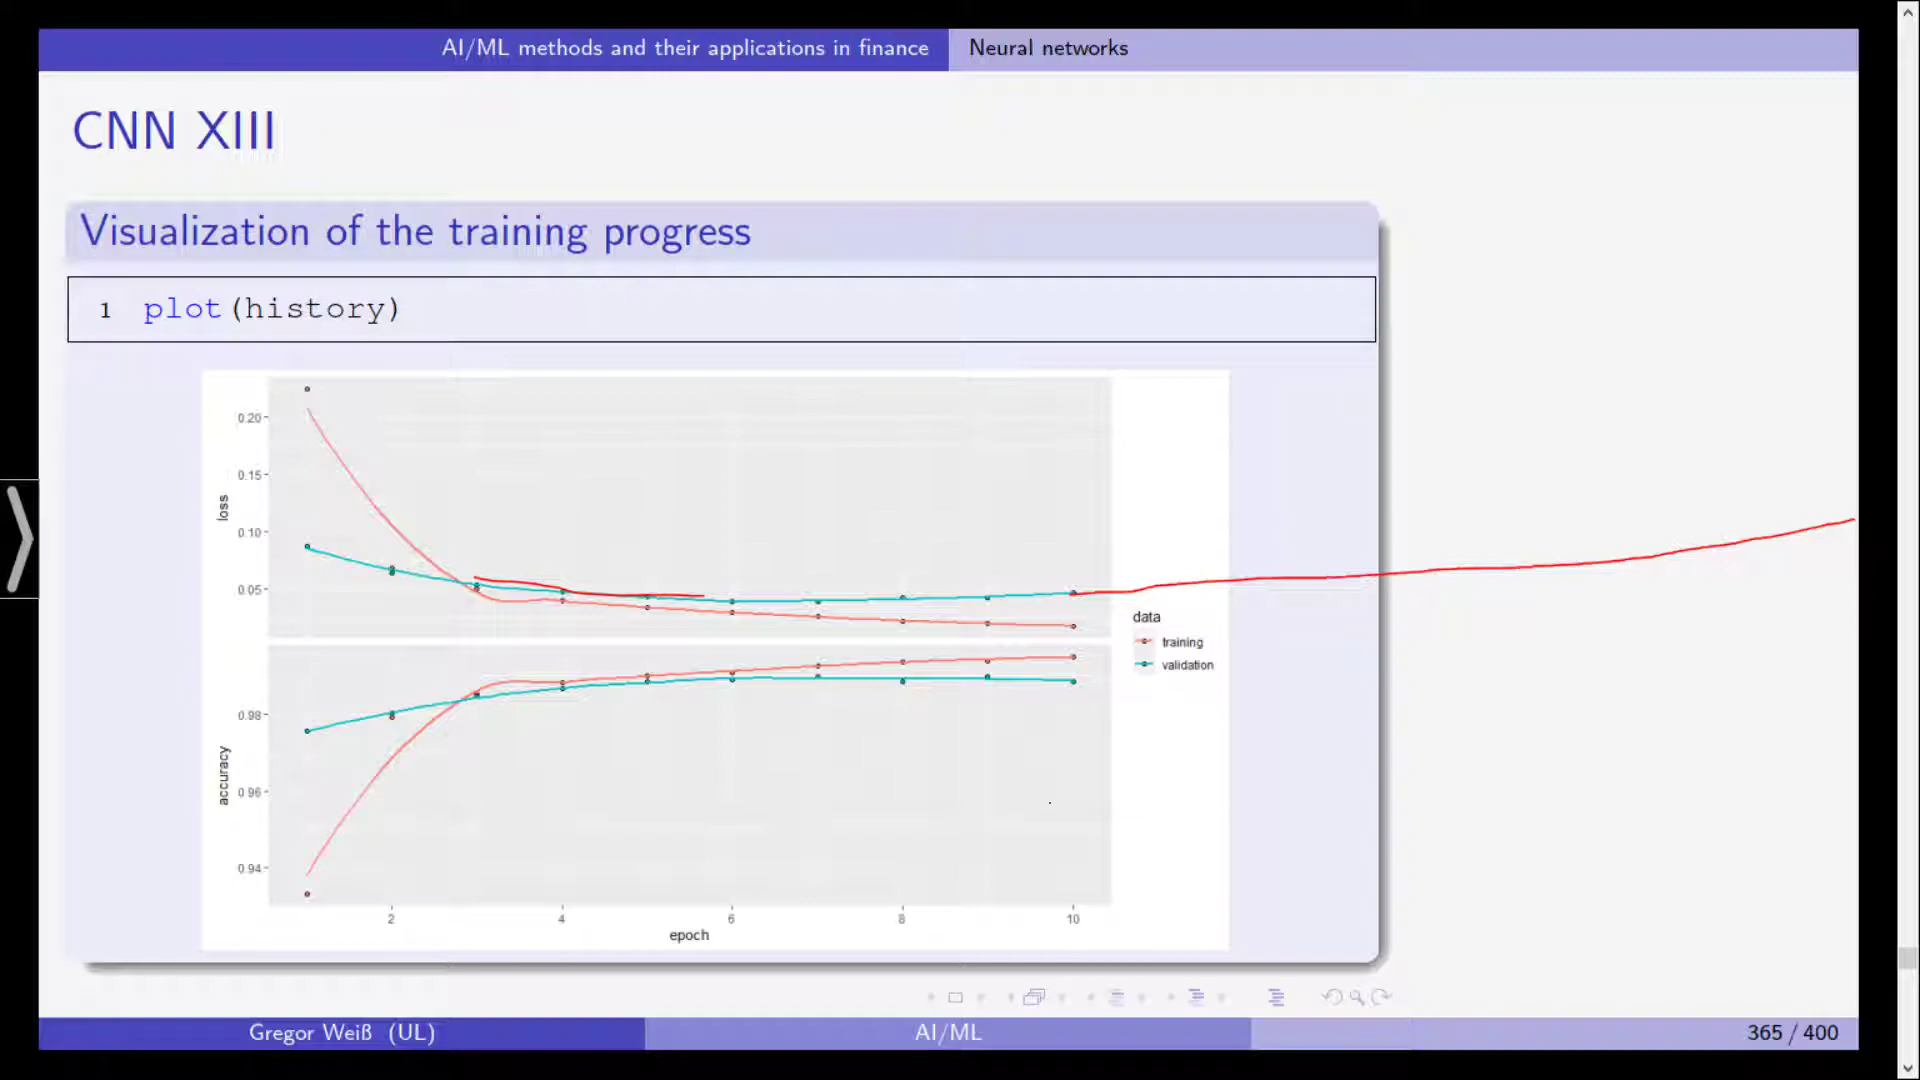 AI/ML methods and their applications in finance Neural networks
CNN XIII
Visualization of the training progress
1 plot(history)
0.20
0.15
0.10
0.05
loss
data
training
validation
0.98
0.96
0.94
accuracy
2 4 6 8 10
epoch
Gregor Weiß (UL) AI/ML 365 / 400